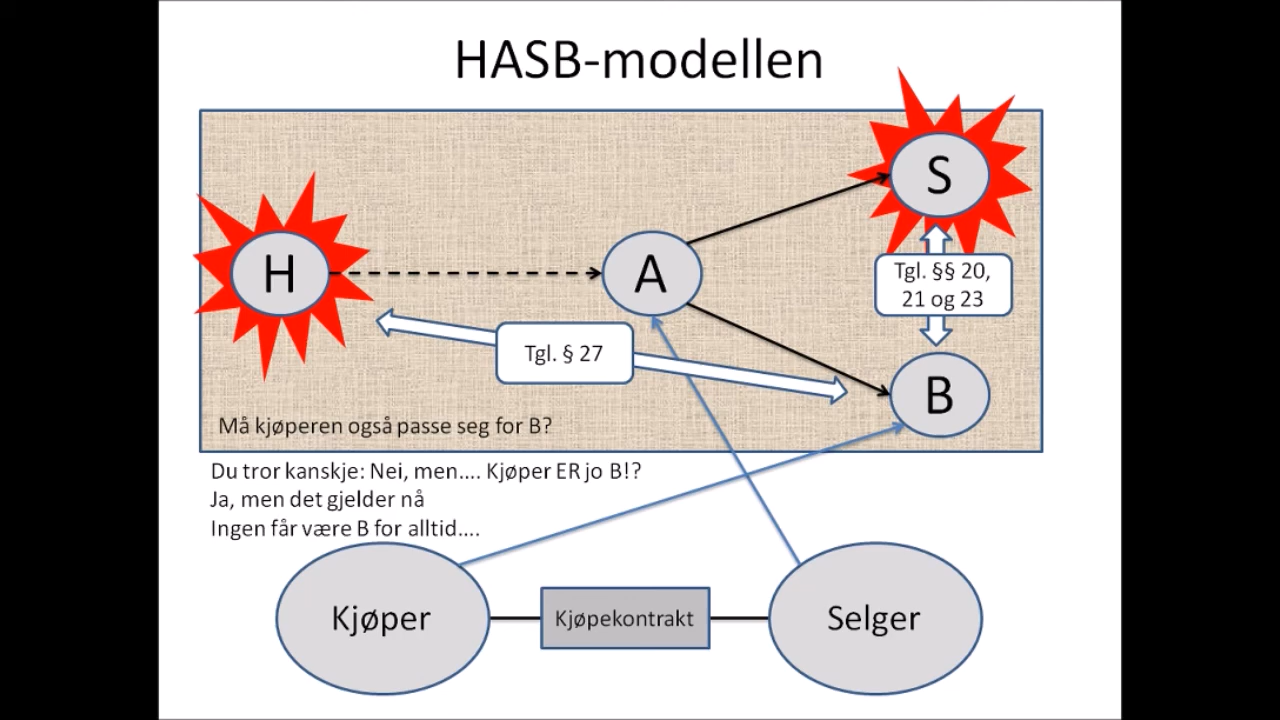 HASB-modellen
S
H
A
Tgl. §§ 20,
21 og 23
Tgl. § 27
B
Må kjøperen også passe seg for B?
Du tror kanskje: Nei, men.... Kjøper ER jo B!?
Ja, men det gjelder nå
Ingen får være B for alltid....
Kjøper
Kjøpekontrakt
Selger